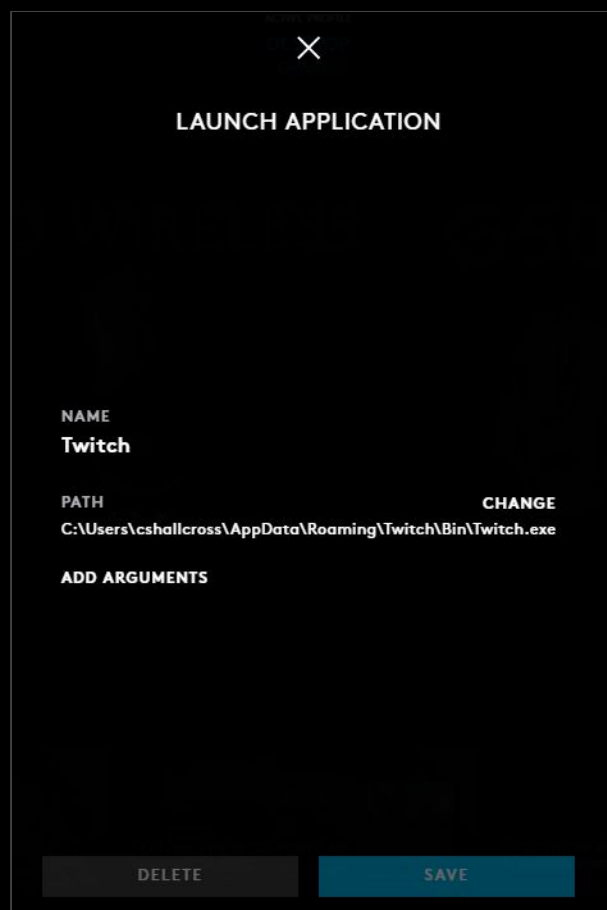 LAUNCH APPLICATION
NAME
Twitch
PATH
CHANGE
C:\Users\cshallcross\AppData\Roaming\Twitch\Bin\Twitch.exe
ADD ARGUMENTS
DELETE
SAVE